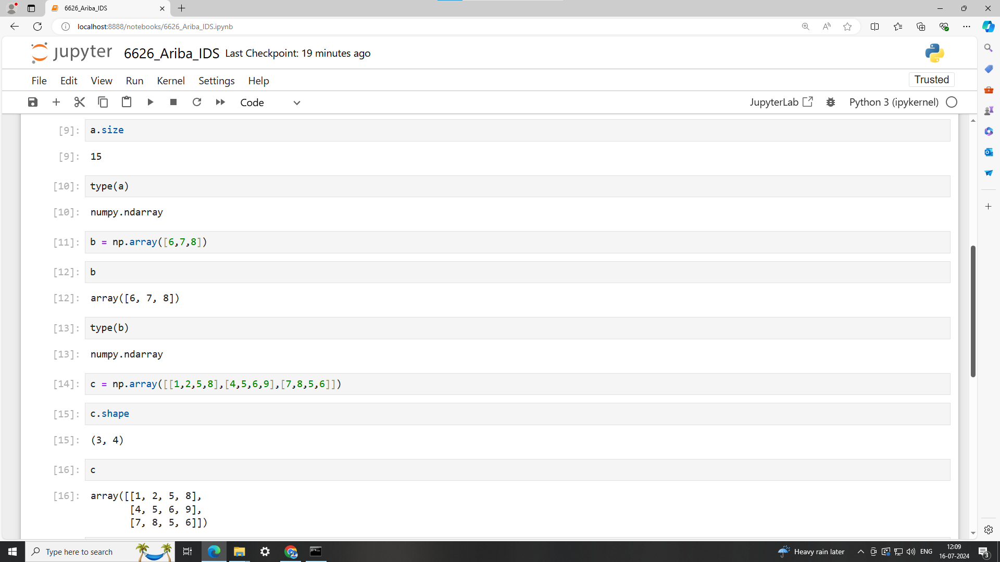 6626_Ariba_IDS
localhost:8888/notebooks/6626_Ariba_IDS.ipynb
jupyter 6626_Ariba_IDS Last Checkpoint: 19 minutes ago
File Edit View Run Kernel Settings Help
Trusted
Code
JupyterLab
Python 3 (ipykernel)
[9]: a.size
[9]: 15
[10]: type(a)
[10]: numpy.ndarray
[11]: b = np.array([6,7,8])
[12]: b
[12]: array([6, 7, 8])
[13]: type(b)
[13]: numpy.ndarray
[14]: c = np.array([[1,2,5,8],[4,5,6,9],[7,8,5,6]])
[15]: c.shape
[15]: (3, 4)
[16]: c
[16]: array([[1, 2, 5, 8],
[4, 5, 6, 9],
[7, 8, 5, 6]])
Type here to search
Heavy rain later
ENG
12:09
16-07-2024
3